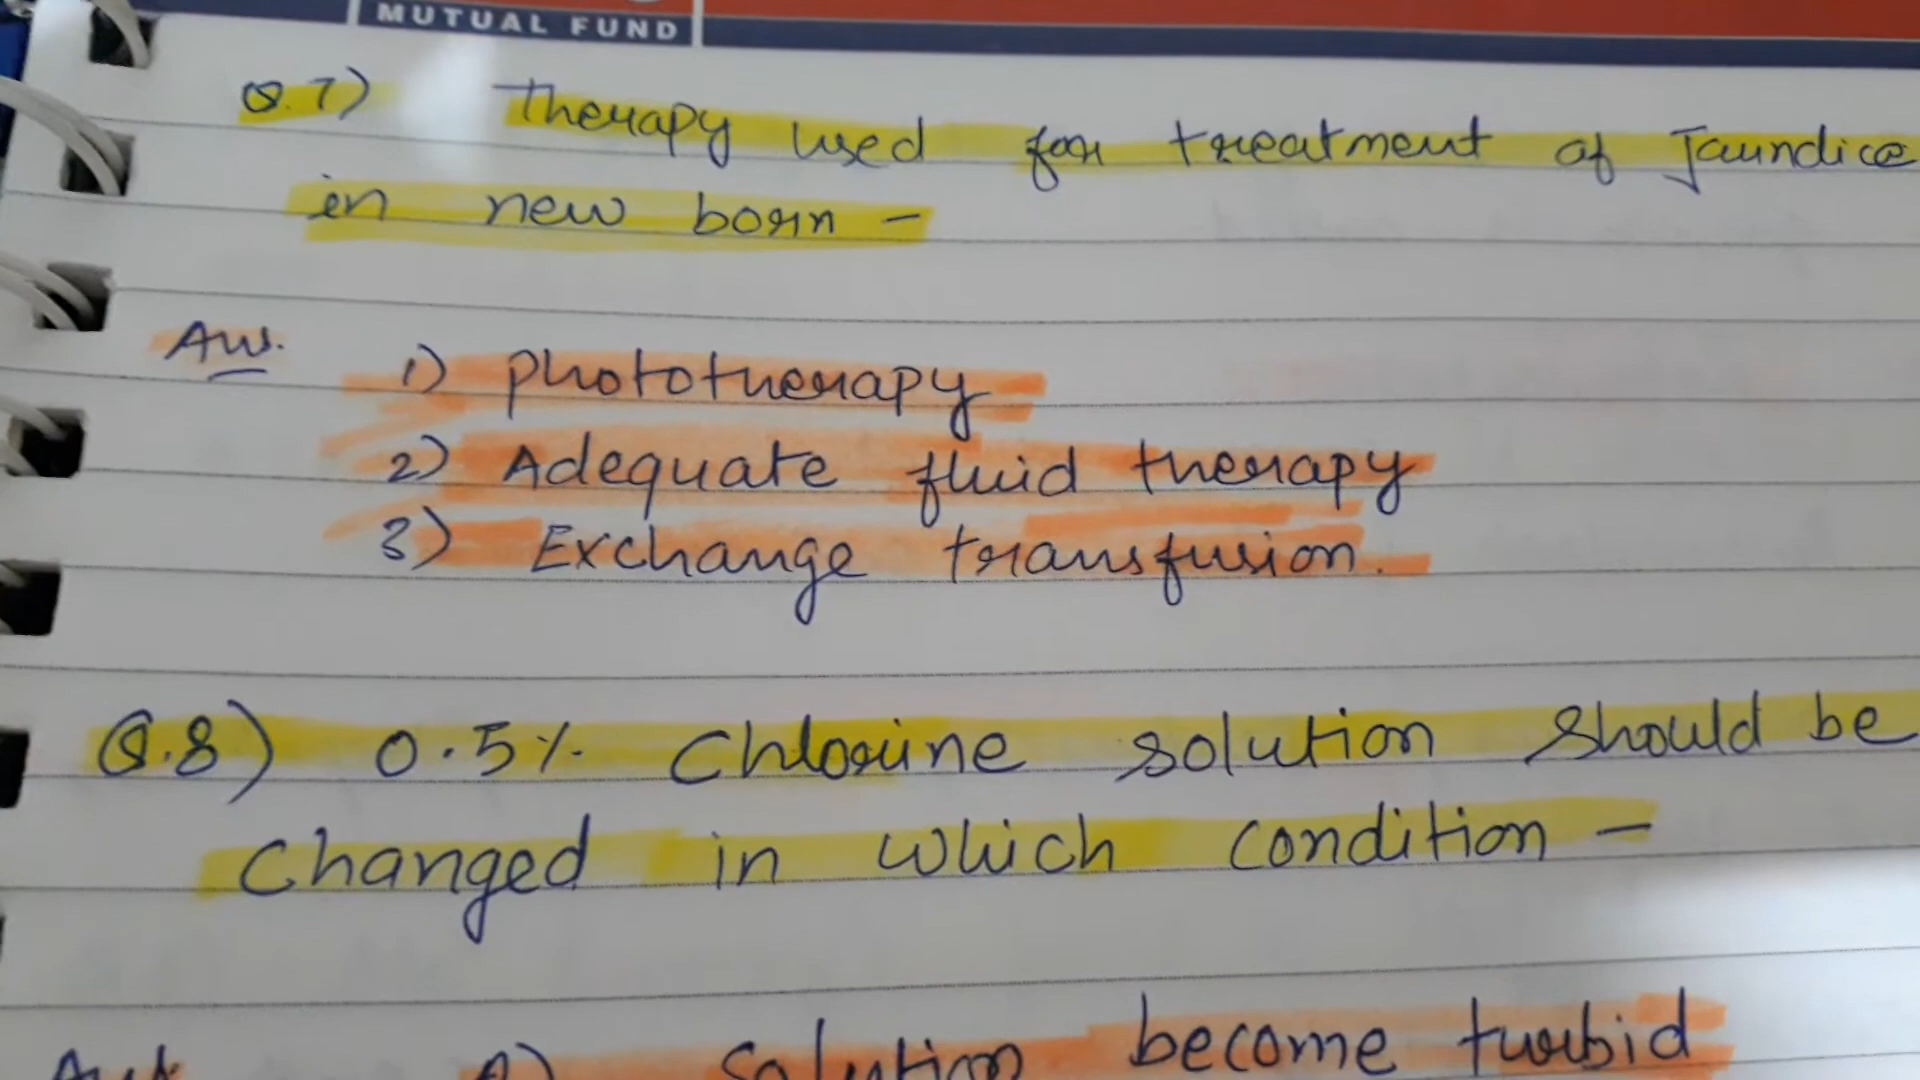 MUTUAL FUND
Q.7) Therapy used for treatment of Jaundice
in new born -
Ans. 1) Phototherapy
2) Adequate fluid therapy
3) Exchange transfusion.
Q.8) 0.5% Chlorine solution should be
changed in which condition -
A) Solution become turbid